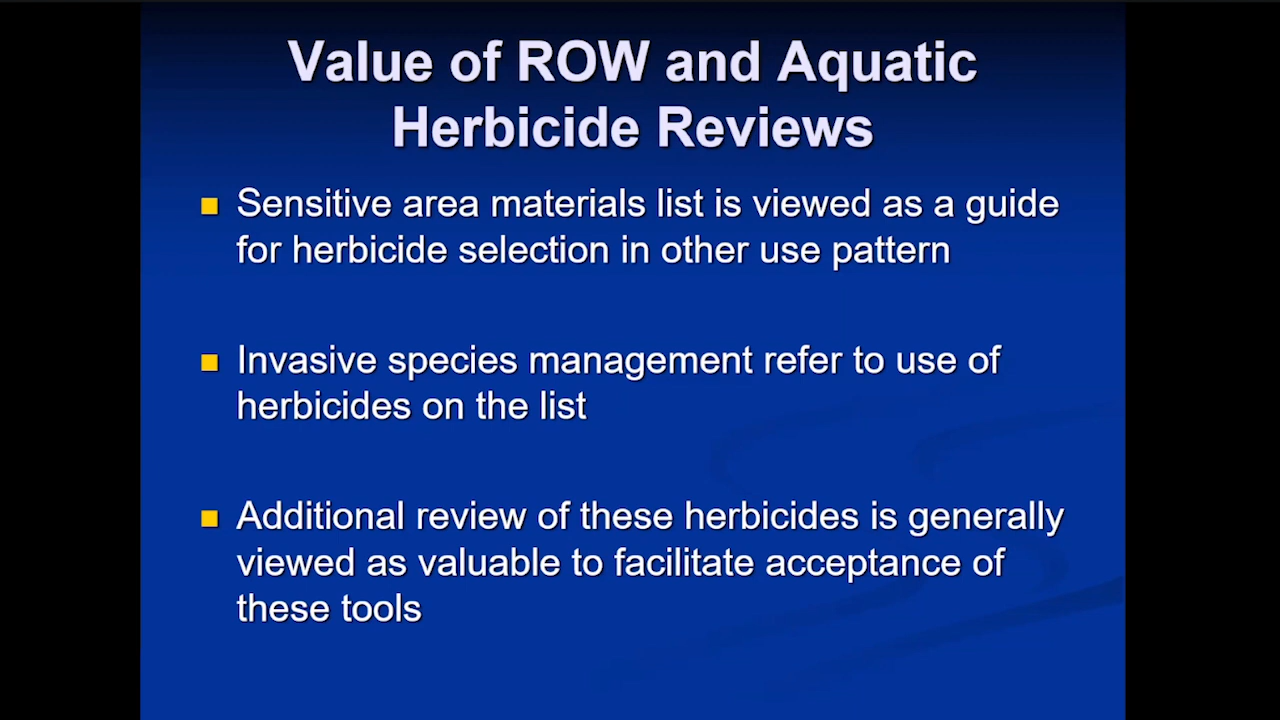 Value of ROW and Aquatic
Herbicide Reviews
Sensitive area materials list is viewed as a guide
for herbicide selection in other use pattern
Invasive species management refer to use of
herbicides on the list
Additional review of these herbicides is generally
viewed as valuable to facilitate acceptance of
these tools